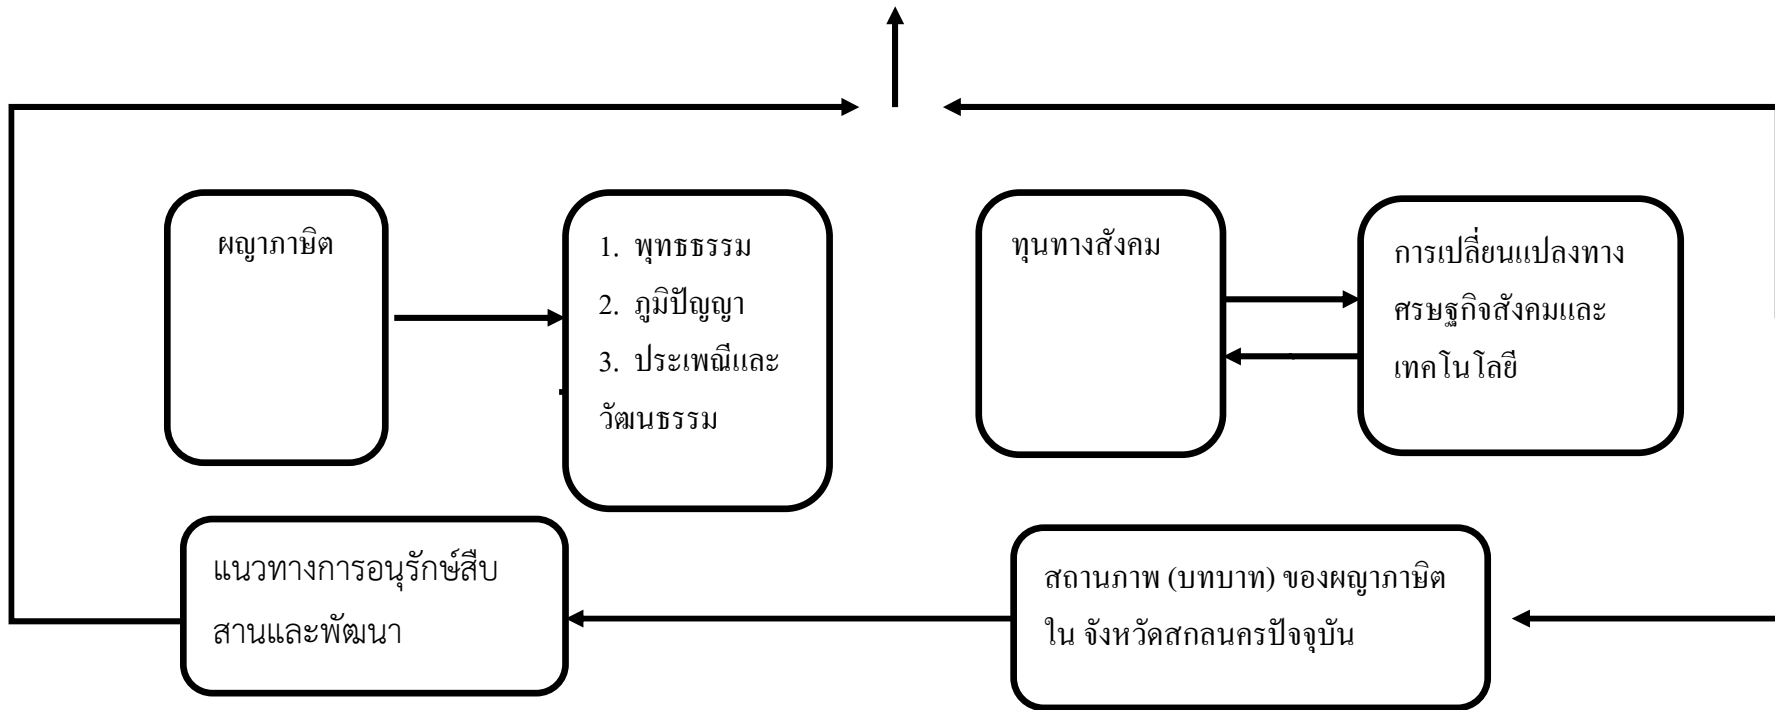 ผญาภาษิต
1. พุทธธรรม
2. ภูมิปัญญา
3. ประเพณีและ
วัฒนธรรม
ทุนทางสังคม
การเปลี่ยนแปลงทาง
ศรษฐกิจสังคมและ
เทคโนโลยี
แนวทางการอนุรักษ์สืบ
สานและพัฒนา
สถานภาพ (บทบาท) ของผญาภาษิต
ใน จังหวัดสกลนครปัจจุบัน